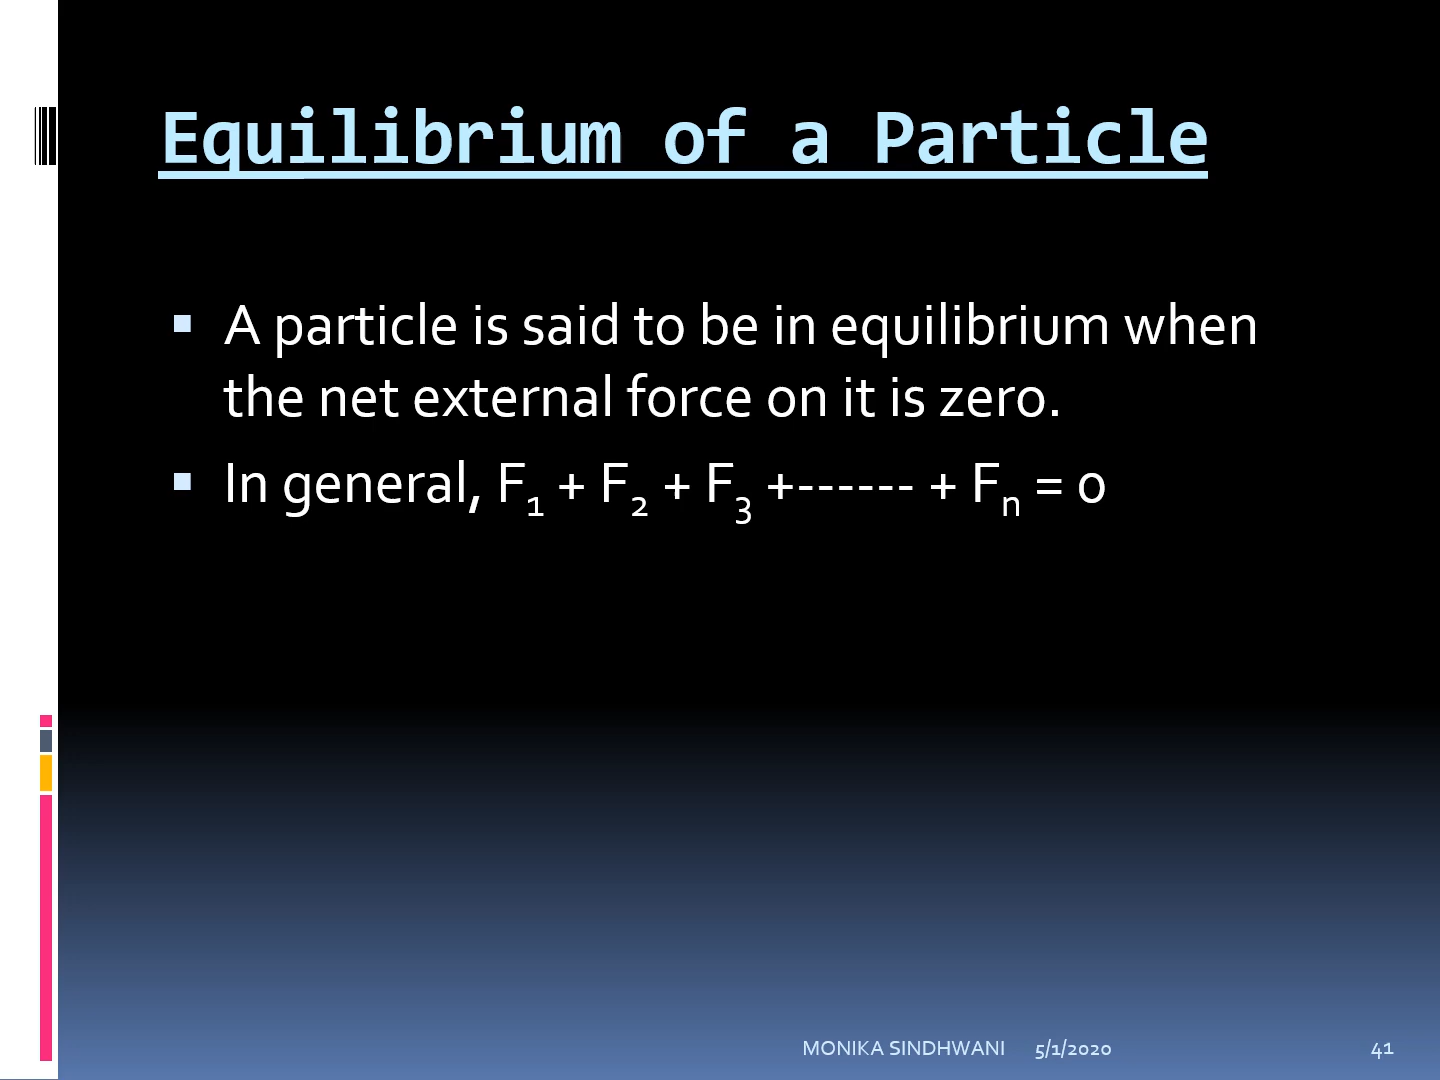 Equilibrium of a Particle
A particle is said to be in equilibrium when
the net external force on it is zero.
In general, F₁ + F₂ + F₃ +------ + Fₙ = 0
MONIKA SINDHWANI 5/1/2020 41